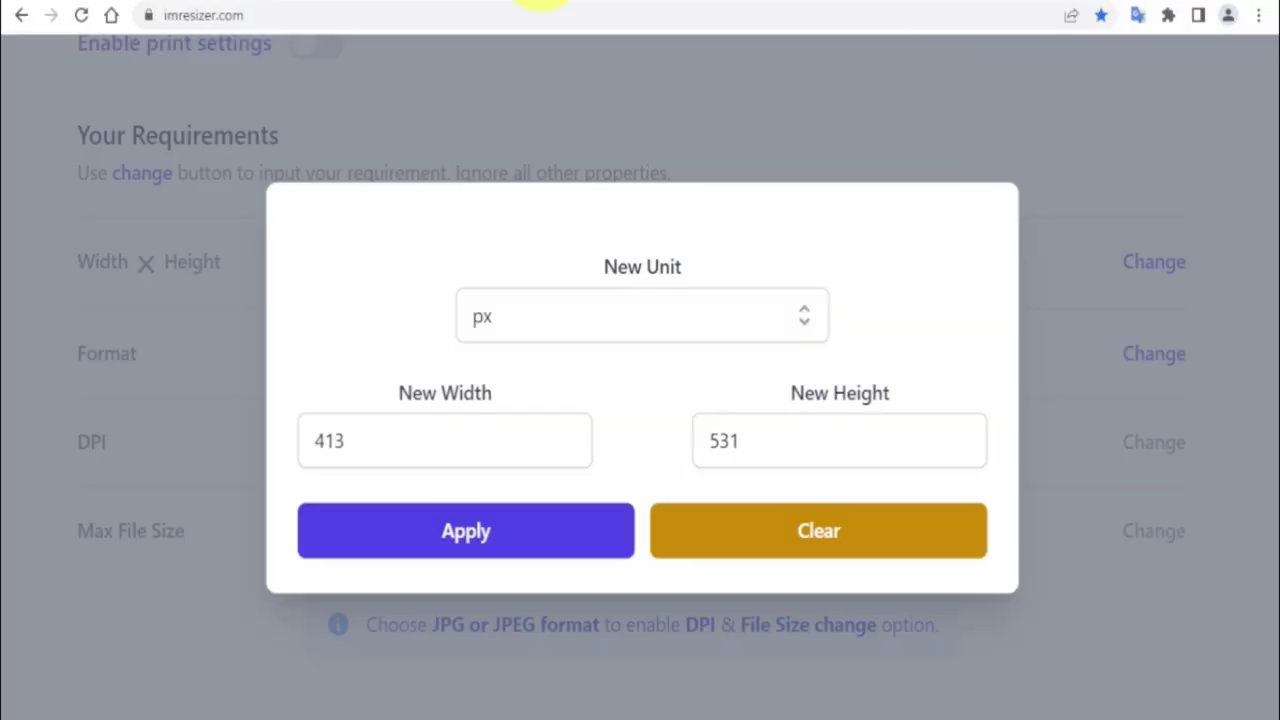 imresizer.com
Enable print settings
Your Requirements
Use change button to input your requirement. Ignore all other properties.
Width X Height
Change
New Unit
px
Format
Change
New Width
New Height
413
531
DPI
Change
Apply
Clear
Max File Size
Change
Choose JPG or JPEG format to enable DPI & File Size change option.